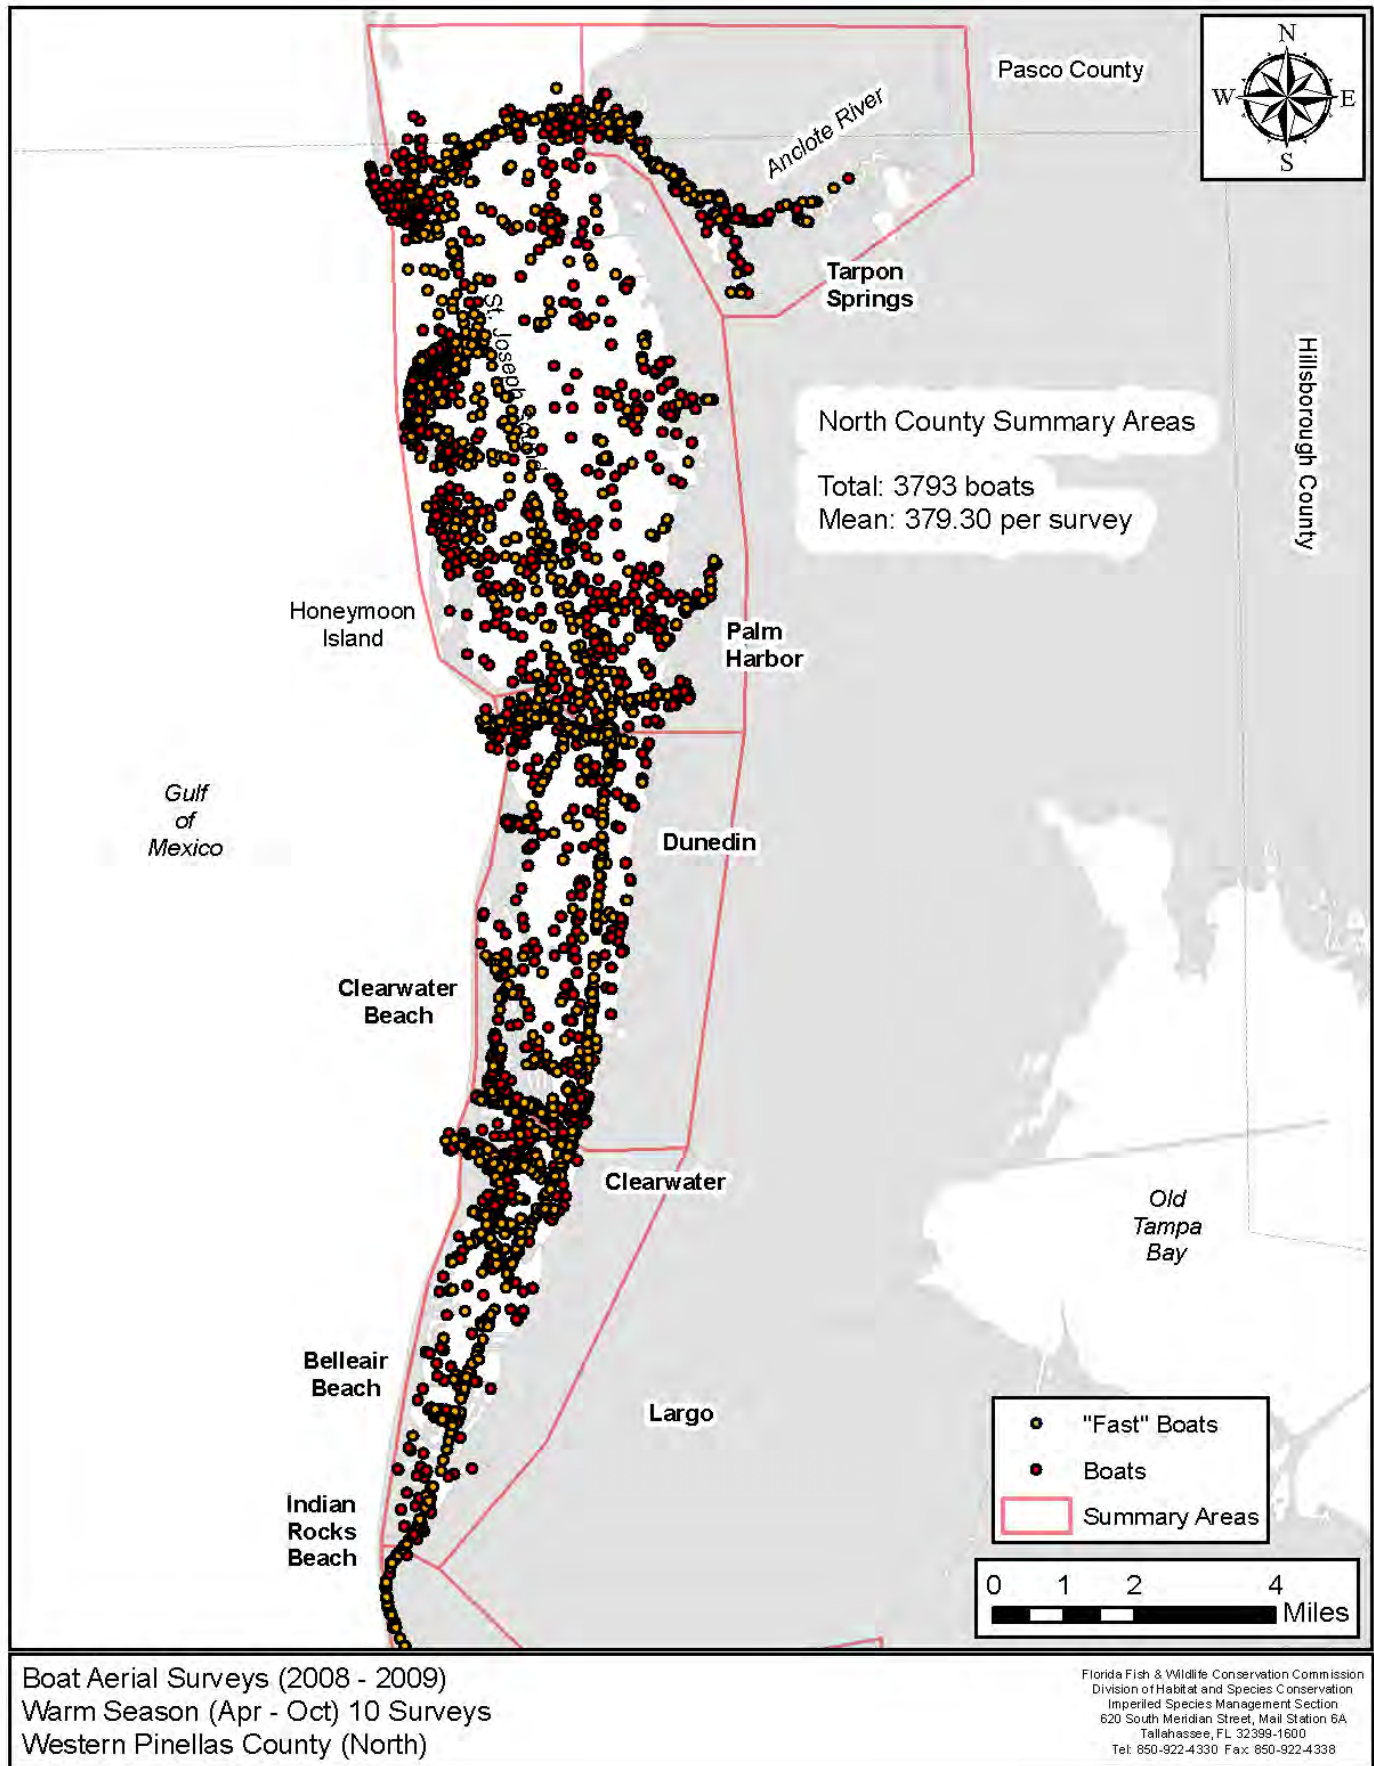 N
W
E
S
Pasco County
Anclote River
Tarpon
Springs
St. Joseph Sound
Hillsborough County
North County Summary Areas
Total: 3793 boats
Mean: 379.30 per survey
Honeymoon
Island
Palm
Harbor
Gulf
of
Mexico
Dunedin
Clearwater
Beach
Clearwater
Old
Tampa
Bay
Belleair
Beach
Largo
Indian
Rocks
Beach
"Fast" Boats
Boats
Summary Areas
0 1 2 4
Miles
Boat Aerial Surveys (2008 - 2009)
Warm Season (Apr - Oct) 10 Surveys
Western Pinellas County (North)
Florida Fish & Wildlife Conservation Commission
Division of Habitat and Species Conservation
Imperiled Species Management Section
620 South Meridian Street, Mail Station 6A
Tallahassee, FL 32399-1600
Tel: 850-922-4330 Fax: 850-922-4338